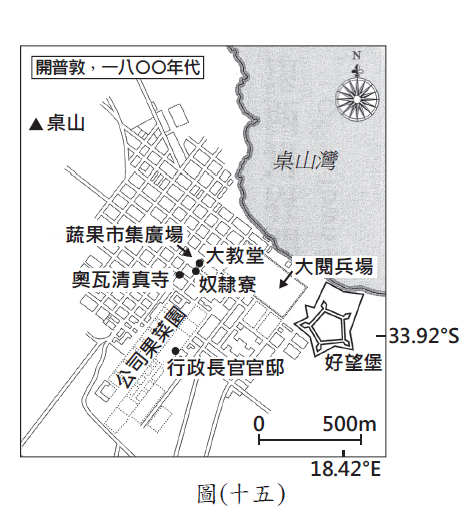 開普敦,一八〇〇年代
N
▲桌山
桌山灣
蔬果市集廣場
大教堂
大閱兵場
奧瓦清真寺
奴隸寮
公司果菜園
33.92°S
好望堡
行政長官官邸
0 500m
18.42°E
圖(十五)